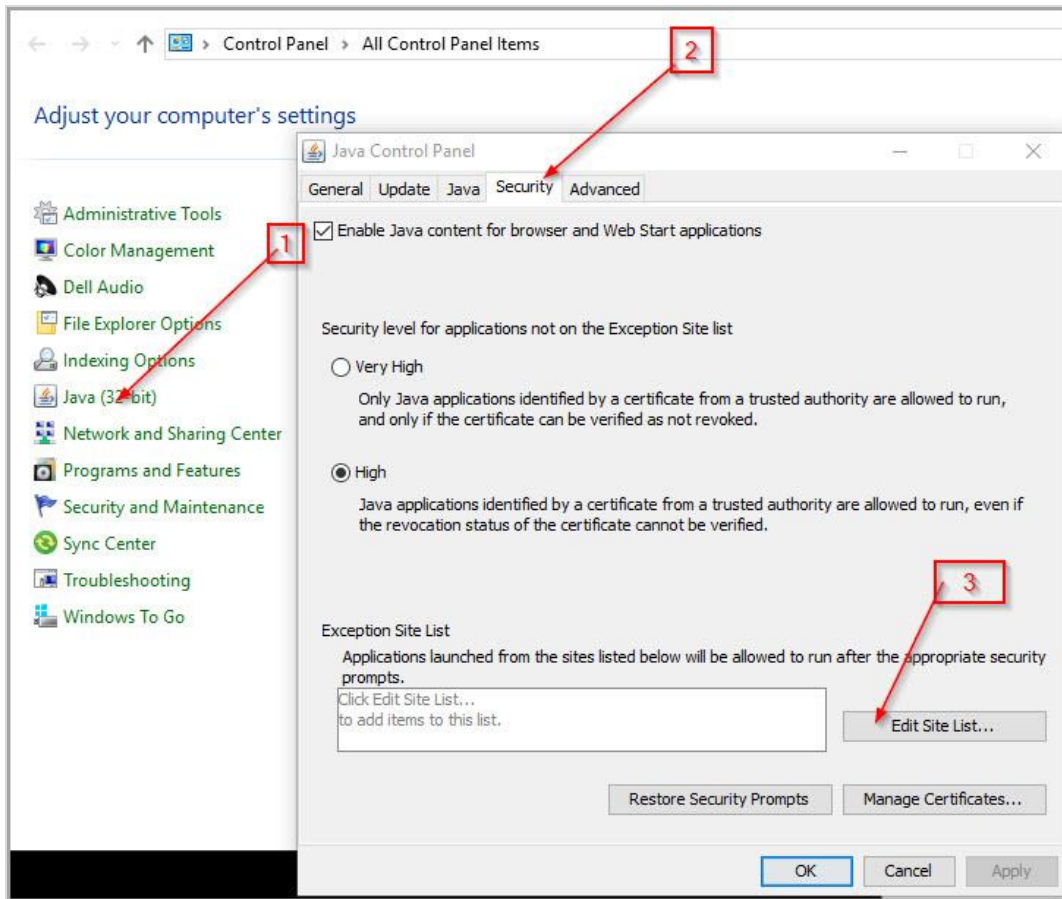 Control Panel > All Control Panel Items
2
Adjust your computer's settings
Java Control Panel
General Update Java Security Advanced
Administrative Tools
Color Management
Dell Audio
File Explorer Options
Indexing Options
Java (32-bit)
Network and Sharing Center
Programs and Features
Security and Maintenance
Sync Center
Troubleshooting
Windows To Go
1
Enable Java content for browser and Web Start applications
Security level for applications not on the Exception Site list
Very High
Only Java applications identified by a certificate from a trusted authority are allowed to run,
and only if the certificate can be verified as not revoked.
High
Java applications identified by a certificate from a trusted authority are allowed to run, even if
the revocation status of the certificate cannot be verified.
3
Exception Site List
Applications launched from the sites listed below will be allowed to run after the appropriate security
prompts.
Click Edit Site List...
to add items to this list.
Edit Site List...
Restore Security Prompts Manage Certificates...
OK Cancel Apply